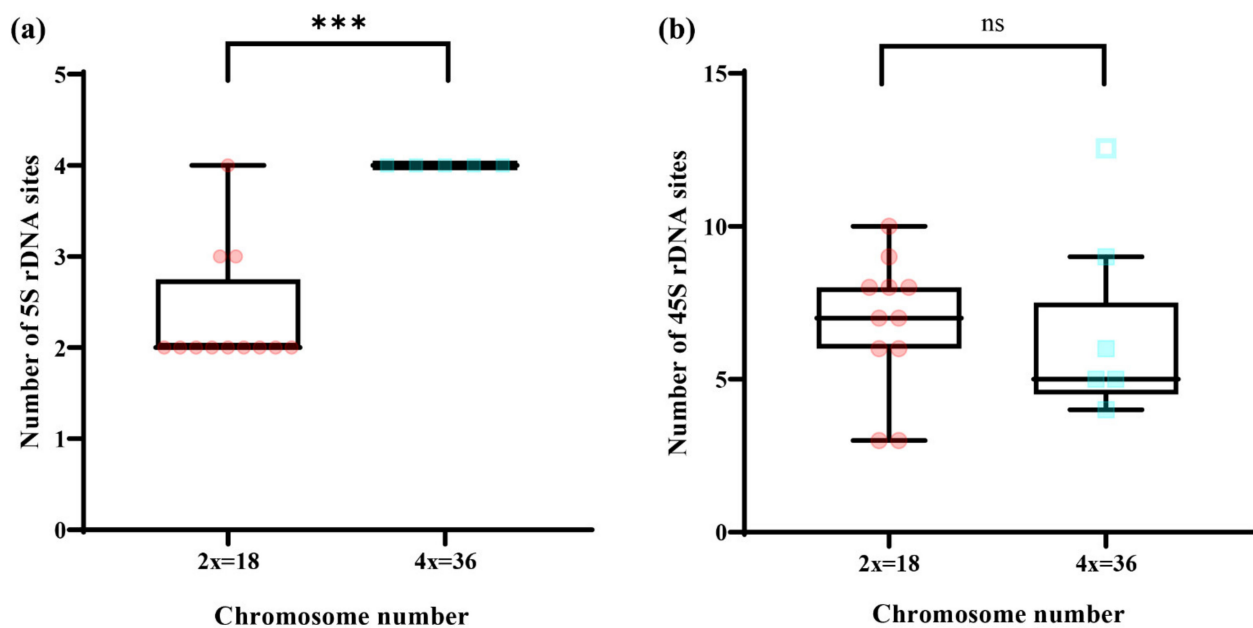 (a)
***
Number of 5S rDNA sites
5
4
3
2
1
0
2x=18
4x=36
Chromosome number
(b)
ns
Number of 45S rDNA sites
15
10
5
0
2x=18
4x=36
Chromosome number